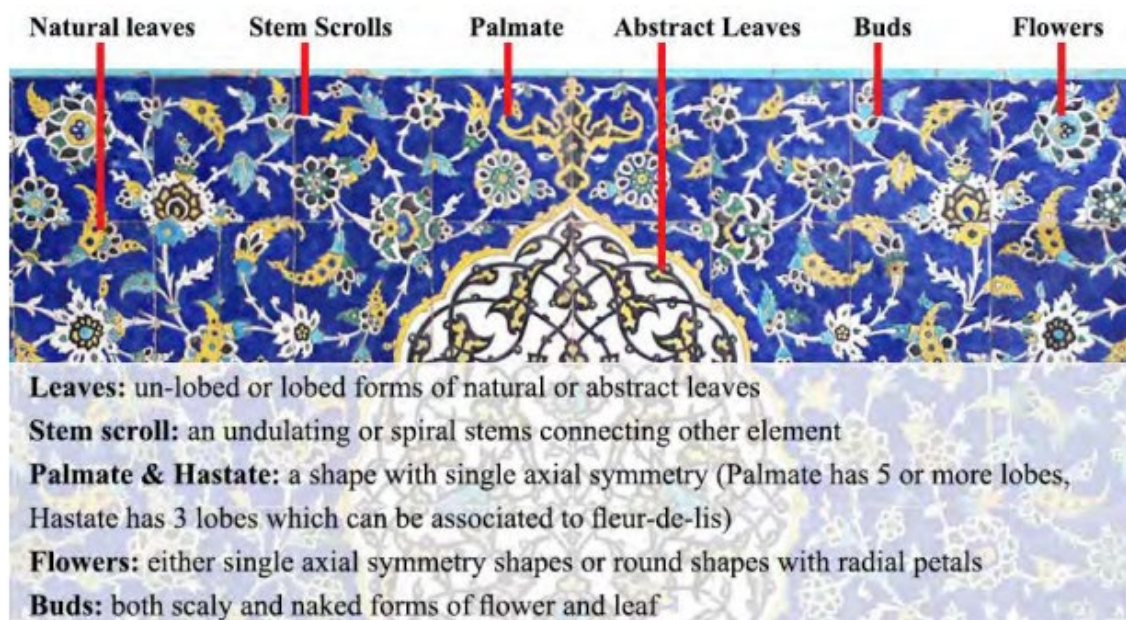 Natural leaves Stem Scrolls Palmate Abstract Leaves Buds Flowers
Leaves: un-lobed or lobed forms of natural or abstract leaves
Stem scroll: an undulating or spiral stems connecting other element
Palmate & Hastate: a shape with single axial symmetry (Palmate has 5 or more lobes,
Hastate has 3 lobes which can be associated to fleur-de-lis)
Flowers: either single axial symmetry shapes or round shapes with radial petals
Buds: both scaly and naked forms of flower and leaf